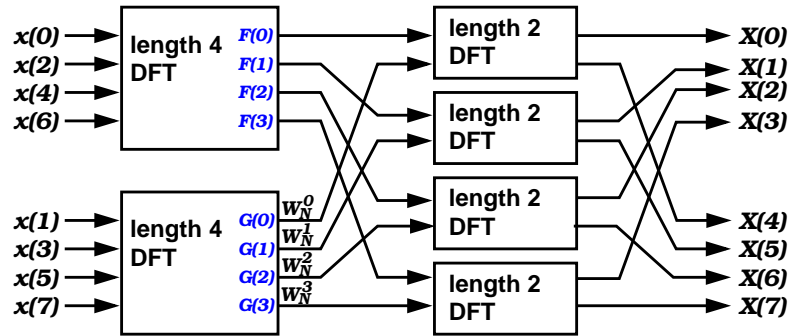 x(0)
x(2)
x(4)
x(6)
length 4
DFT
F(0)
F(1)
F(2)
F(3)
x(1)
x(3)
x(5)
x(7)
length 4
DFT
G(0)
G(1)
G(2)
G(3)
W_N^0
W_N^1
W_N^2
W_N^3
length 2
DFT
length 2
DFT
length 2
DFT
length 2
DFT
X(0)
X(1)
X(2)
X(3)
X(4)
X(5)
X(6)
X(7)